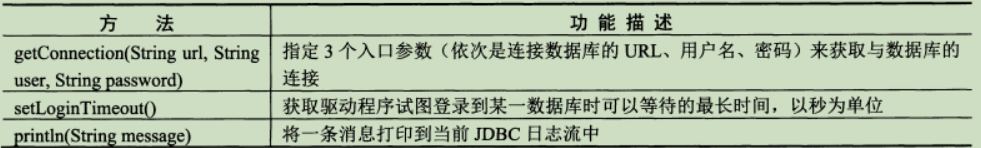 方 法 功 能 描 述
getConnection(String url, String 指定 3 个入口参数（依次是连接数据库的 URL、用户名、密码）来获取与数据库的
user, String password) 连接
setLoginTimeout() 获取驱动程序试图登录到某一数据库时可以等待的最长时间，以秒为单位
println(String message) 将一条消息打印到当前 JDBC 日志流中